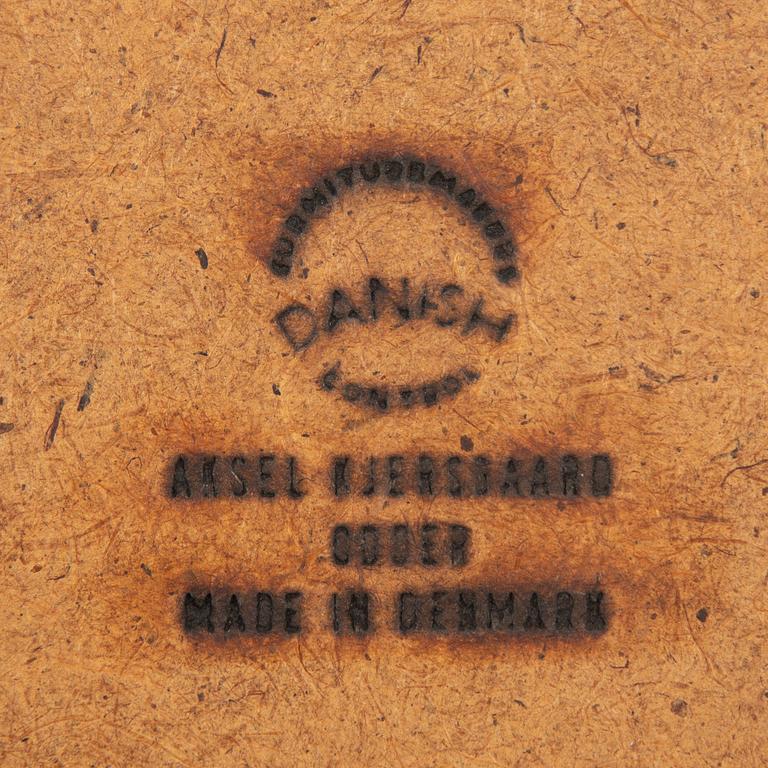 FURNITUREMAKERS
DANISH
CONTROL
AKSEL KJERSGAARD
ODDER
MADE IN DENMARK